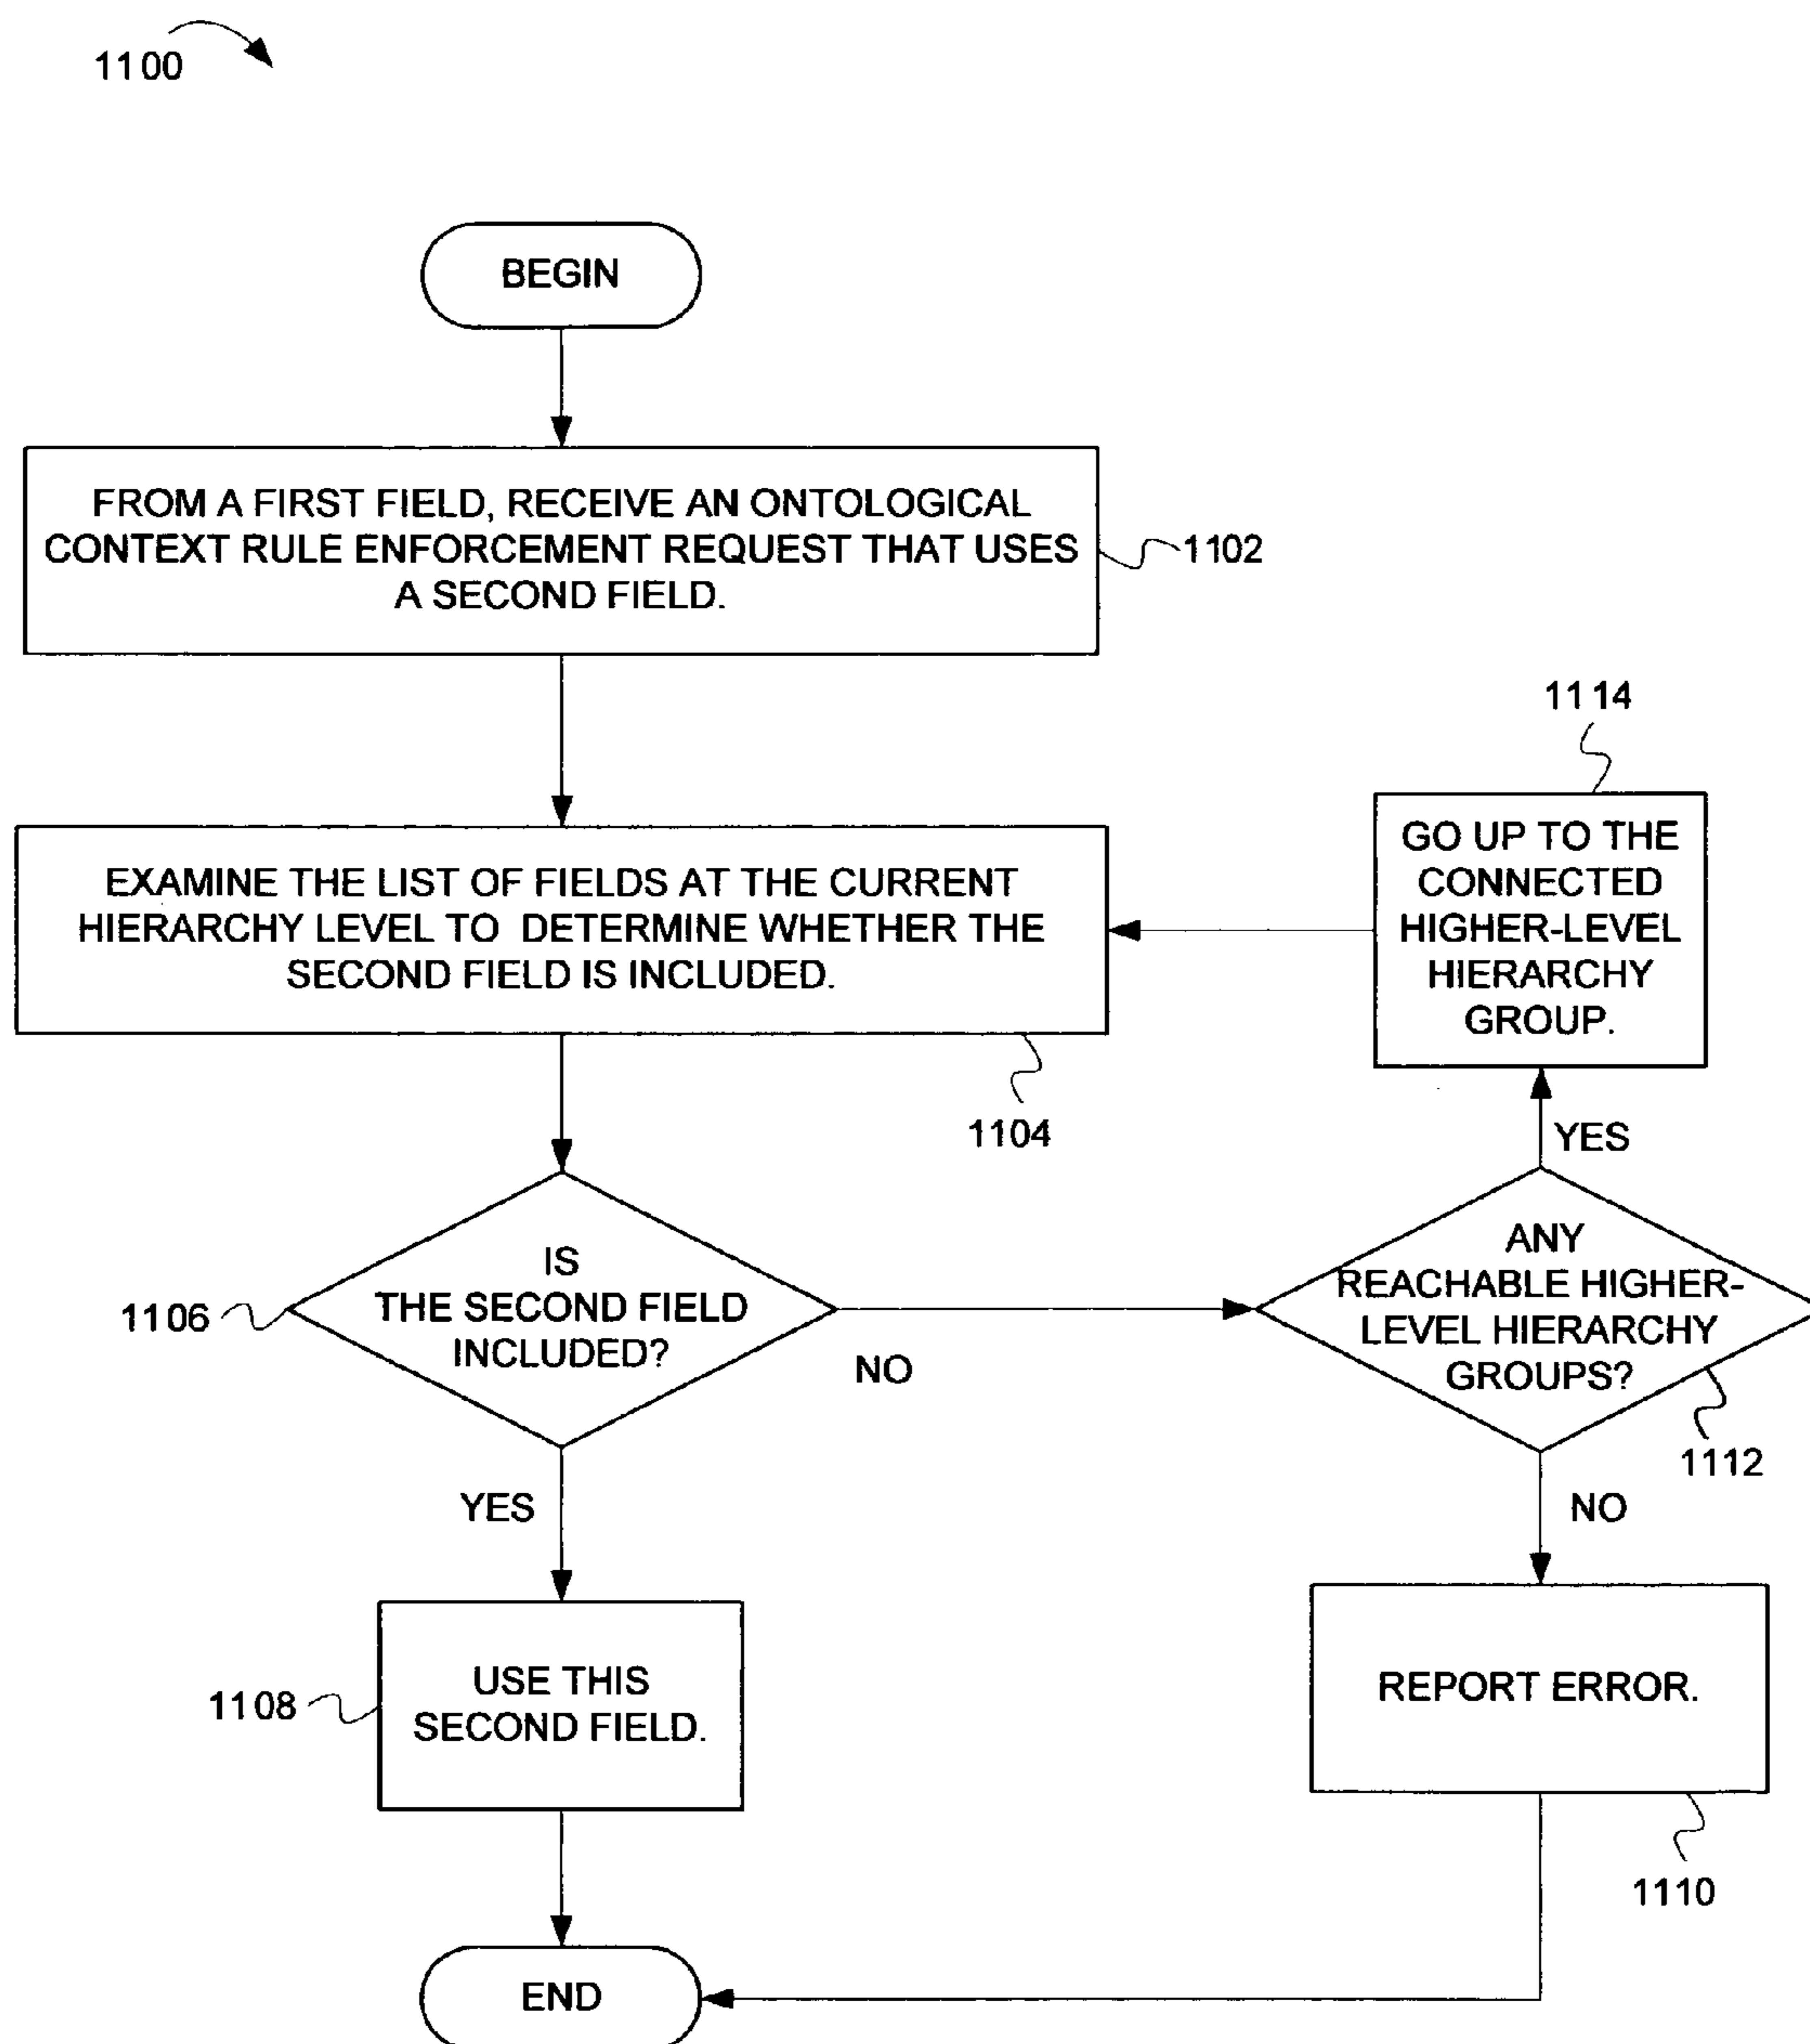 1100
BEGIN
FROM A FIRST FIELD, RECEIVE AN ONTOLOGICAL
CONTEXT RULE ENFORCEMENT REQUEST THAT USES
A SECOND FIELD.
1102
1114
GO UP TO THE
CONNECTED
HIGHER-LEVEL
HIERARCHY
GROUP.
EXAMINE THE LIST OF FIELDS AT THE CURRENT
HIERARCHY LEVEL TO DETERMINE WHETHER THE
SECOND FIELD IS INCLUDED.
1104
YES
IS
THE SECOND FIELD
INCLUDED?
1106
NO
ANY
REACHABLE HIGHER-
LEVEL HIERARCHY
GROUPS?
1112
YES
NO
USE THIS
SECOND FIELD.
1108
REPORT ERROR.
1110
END